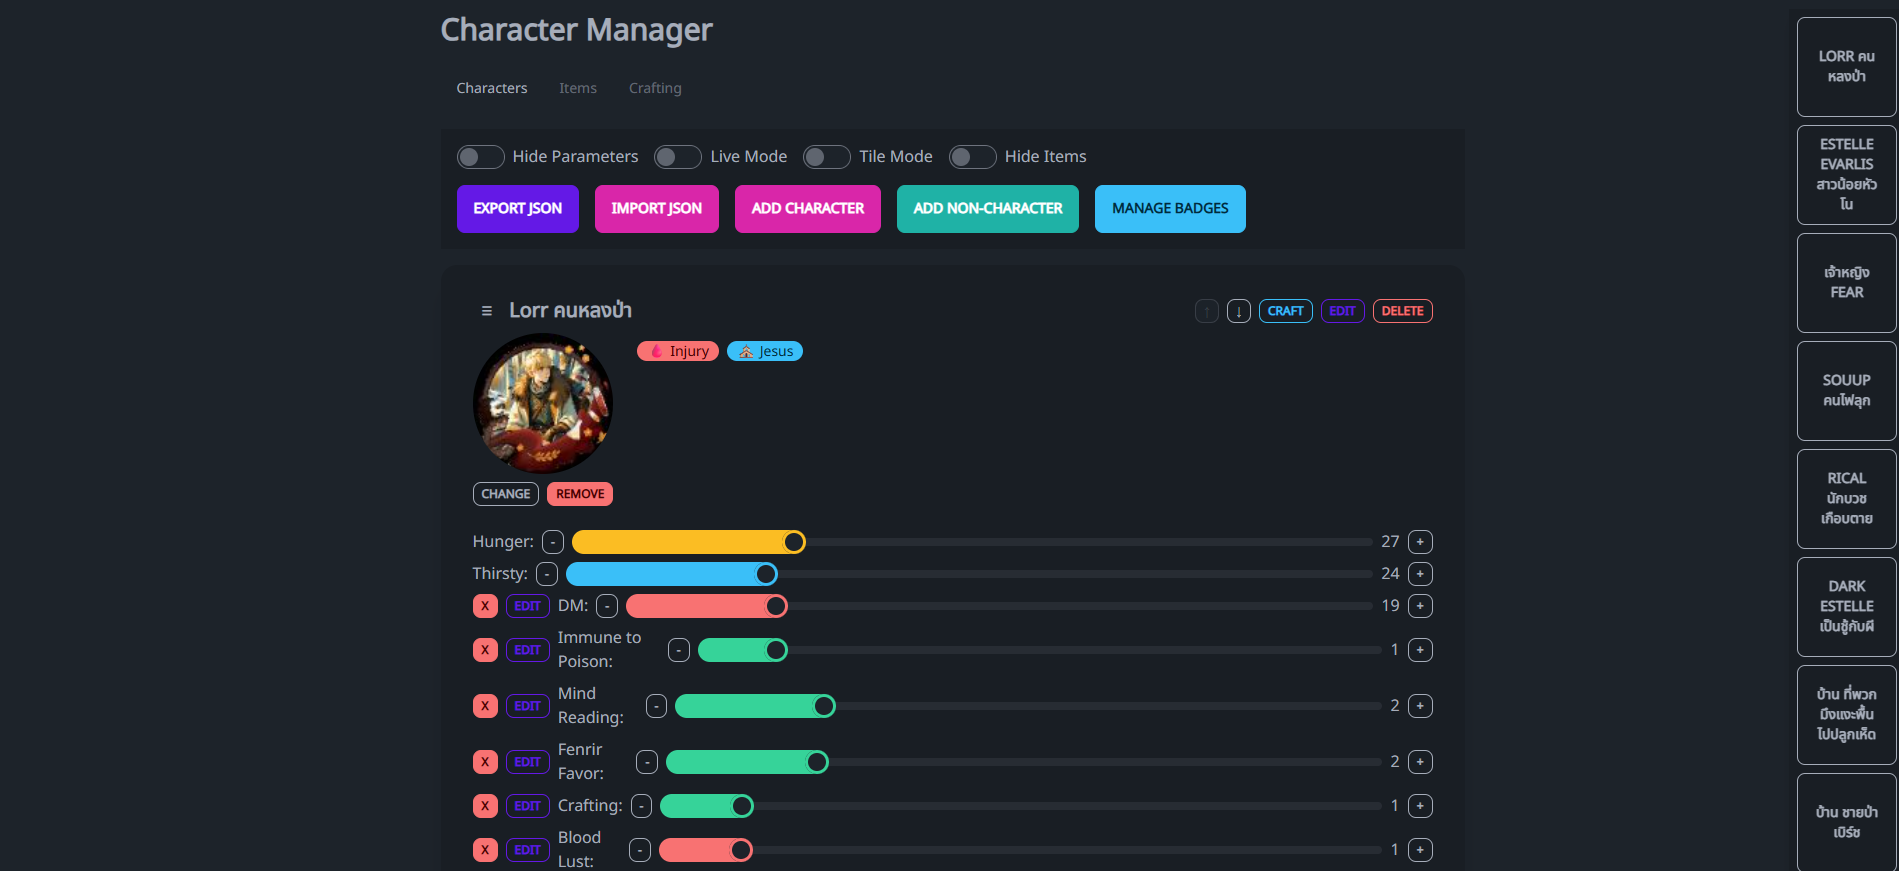 Character Manager
Characters Items Crafting
Hide Parameters Live Mode Tile Mode Hide Items
EXPORT JSON IMPORT JSON ADD CHARACTER ADD NON-CHARACTER MANAGE BADGES
≡ Lorr คนหลงป่า ↑ ↓ CRAFT EDIT DELETE
Injury Jesus
CHANGE REMOVE
Hunger: - 27 +
Thirsty: - 24 +
X EDIT DM: - 19 +
X EDIT Immune to
Poison: - 1 +
X EDIT Mind
Reading: - 2 +
X EDIT Fenrir
Favor: - 2 +
X EDIT Crafting: - 1 +
X EDIT Blood
Lust: - 1 +
LORR คน
หลงป่า
ESTELLE
EVARLIS
สาวน้อยหัว
โน
เจ้าหญิง
FEAR
SOUUP
คนไฟลุก
RICAL
นักบวช
เกือบตาย
DARK
ESTELLE
เป็นชู้กับผี
บ้าน ที่พวก
มึงแงะพื้น
ไปปลูกเห็ด
บ้าน ชายป่า
เบิร์ช